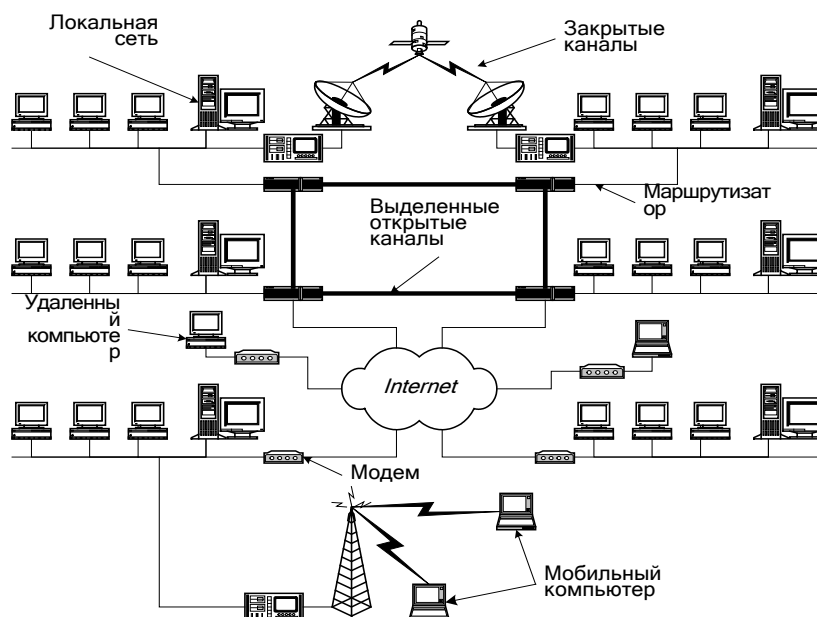 Локальная
сеть
Закрытые
каналы
Маршрутизат
ор
Выделенные
открытые
каналы
Удаленны
й
компьюте
р
Internet
Модем
Мобильный
компьютер